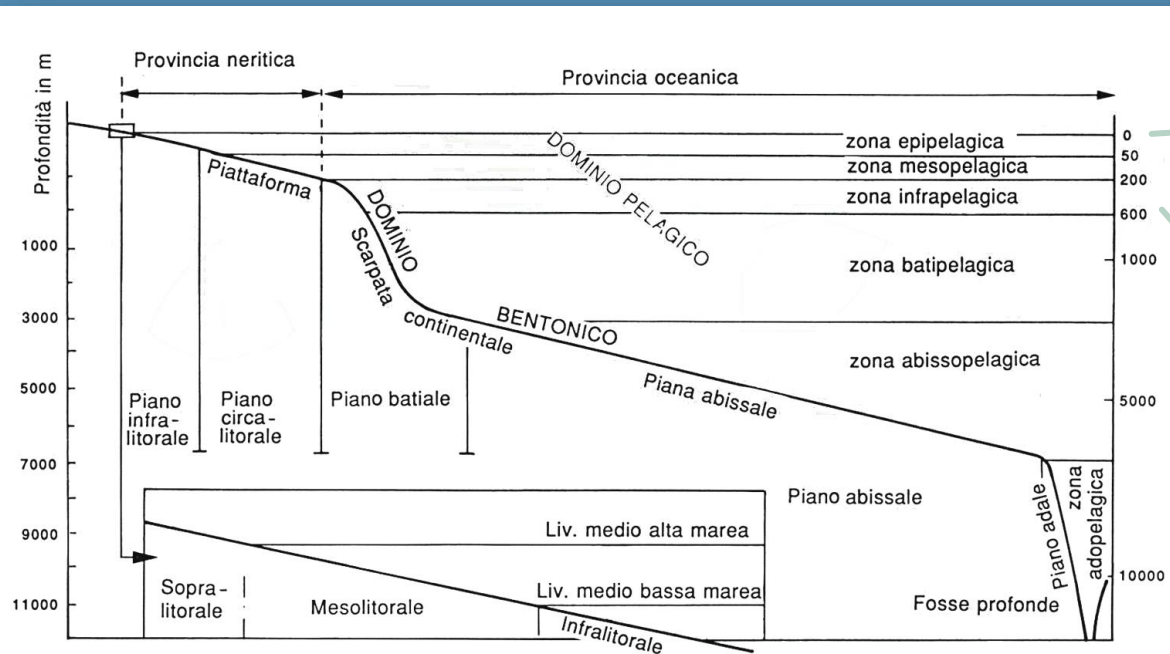 Provincia neritica
Provincia oceanica
Profondità in m
0
zona epipelagica
50
zona mesopelagica
200
zona infrapelagica
600
DOMINIO PELAGICO
Piattaforma
DOMINIO
Scarpata
continentale
BENTONICO
1000
1000
zona batipelagica
3000
zona abissopelagica
Piana abissale
5000
5000
Piano
infra-
litorale
Piano
circa-
litorale
Piano batiale
7000
Piano abissale
9000
11000
Liv. medio alta marea
Liv. medio bassa marea
Sopra-
litorale
Mesolitorale
Infralitorale
Piano adale
zona
adopelagica
10000
Fosse profonde